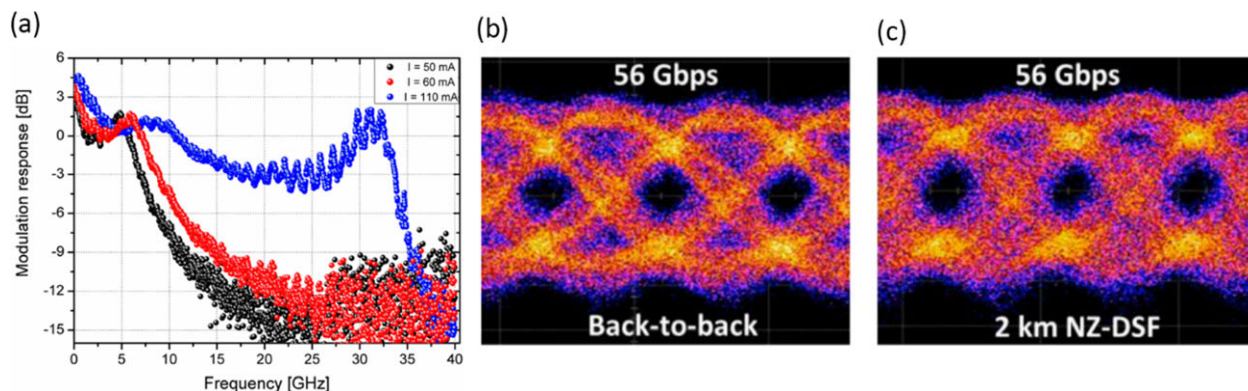 (a)
6
3
0
-3
-6
-9
-12
-15
Modulation response [dB]
I = 50 mA
I = 60 mA
I = 110 mA
0 5 10 15 20 25 30 35 40
Frequency [GHz]
(b)
56 Gbps
Back-to-back
(c)
56 Gbps
2 km NZ-DSF